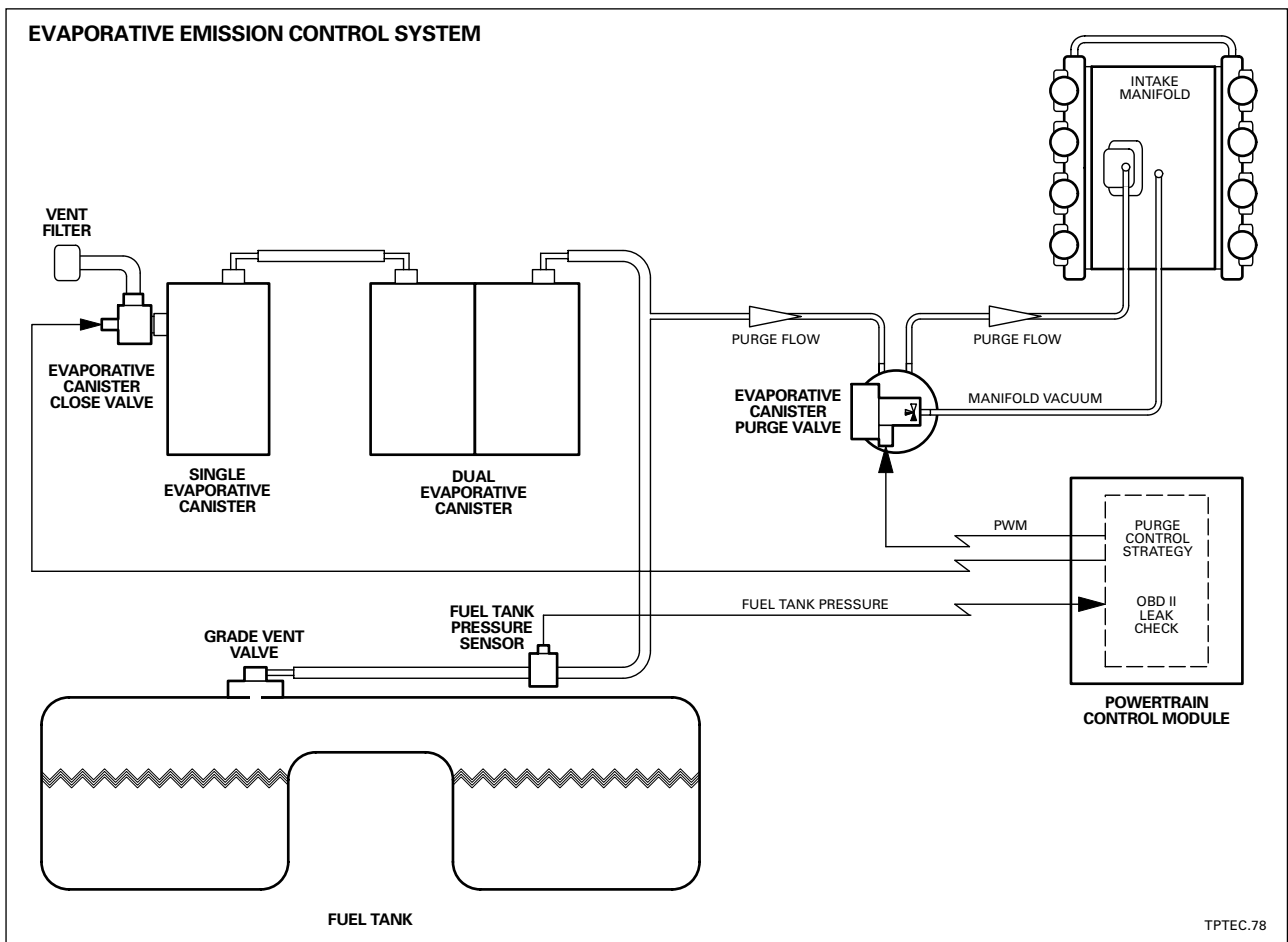 EVAPORATIVE EMISSION CONTROL SYSTEM
INTAKE
MANIFOLD
VENT
FILTER
PURGE FLOW
PURGE FLOW
EVAPORATIVE
CANISTER
CLOSE VALVE
EVAPORATIVE
CANISTER
PURGE VALVE
MANIFOLD VACUUM
SINGLE
EVAPORATIVE
CANISTER
DUAL
EVAPORATIVE
CANISTER
PWM
PURGE
CONTROL
STRATEGY
FUEL TANK
PRESSURE
SENSOR
FUEL TANK PRESSURE
OBD II
LEAK
CHECK
GRADE VENT
VALVE
POWERTRAIN
CONTROL MODULE
FUEL TANK
TPTEC.78